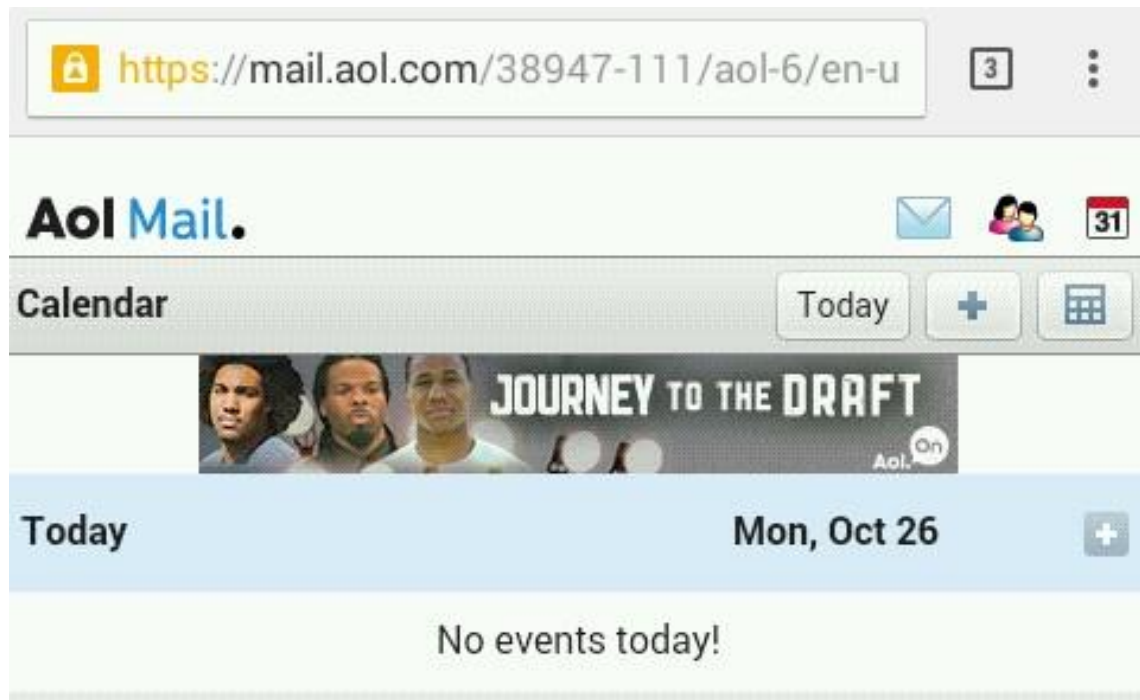 https://mail.aol.com/38947-111/aol-6/en-u
3
Aol Mail.
31
Calendar
Today
JOURNEY TO THE DRAFT
Aol. On
Today
Mon, Oct 26
No events today!